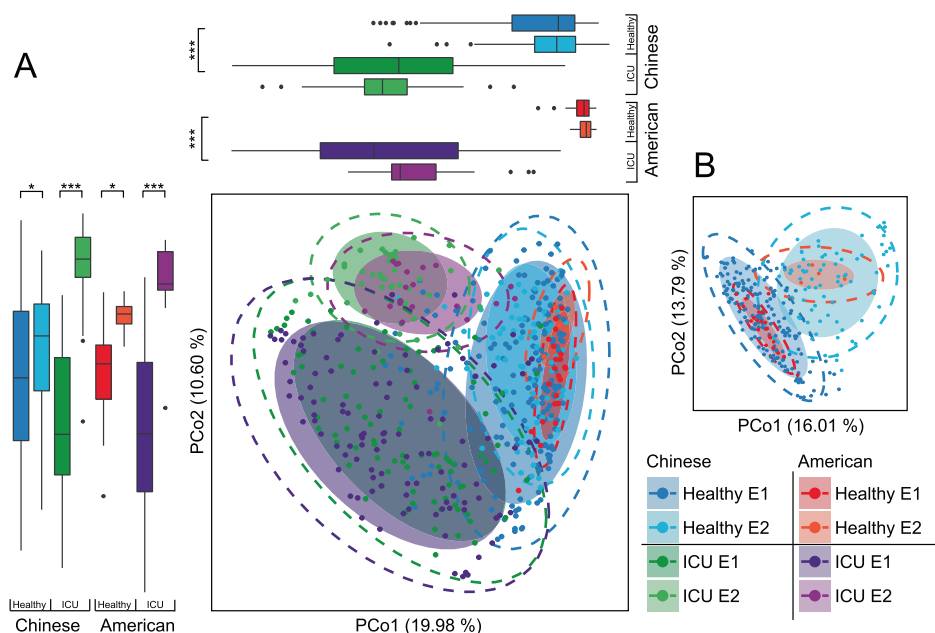 A
***
***
Healthy
ICU
Chinese
Healthy
ICU
American
B
*
***
*
***
PCo2 (10.60 %)
PCo1 (19.98 %)
Healthy
ICU
Healthy
ICU
Chinese
American
PCo2 (13.79 %)
PCo1 (16.01 %)
Chinese
American
Healthy E1
Healthy E1
Healthy E2
Healthy E2
ICU E1
ICU E1
ICU E2
ICU E2